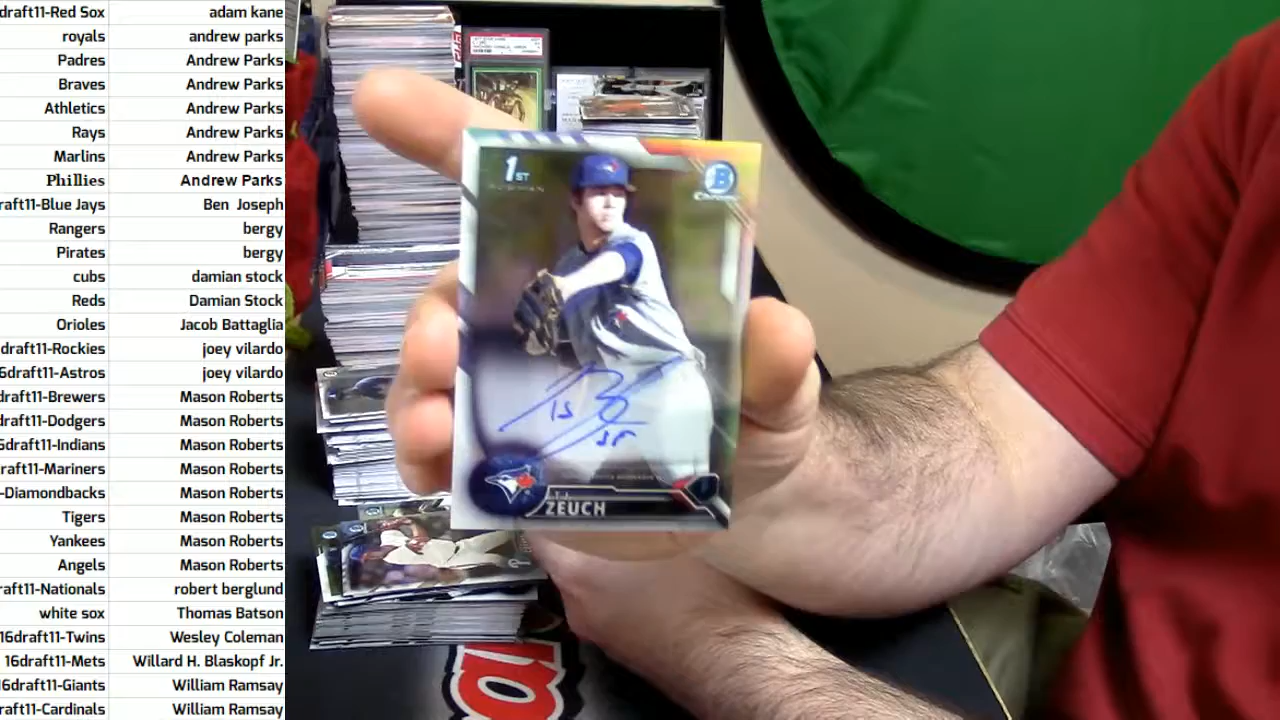 draft11-Red Sox adam kane
royals andrew parks
Padres Andrew Parks
Braves Andrew Parks
Athletics Andrew Parks
Rays Andrew Parks
Marlins Andrew Parks
Phillies Andrew Parks
raft11-Blue Jays Ben Joseph
Rangers bergy
Pirates bergy
cubs damian stock
Reds Damian Stock
Orioles Jacob Battaglia
draft11-Rockies joey vilardo
6draft11-Astros joey vilardo
draft11-Brewers Mason Roberts
draft11-Dodgers Mason Roberts
6draft11-Indians Mason Roberts
raft11-Mariners Mason Roberts
-Diamondbacks Mason Roberts
Tigers Mason Roberts
Yankees Mason Roberts
Angels Mason Roberts
raft11-Nationals robert berglund
white sox Thomas Batson
16draft11-Twins Wesley Coleman
16draft11-Mets Willard H. Blaskopf Jr.
6draft11-Giants William Ramsay
raft11-Cardinals William Ramsay
1ST
BOWMAN
B
Chrome
T.J.
ZEUCH